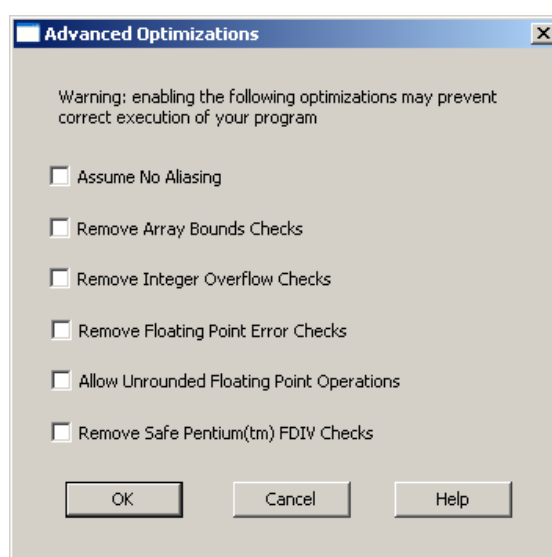 Advanced Optimizations
Warning: enabling the following optimizations may prevent
correct execution of your program
Assume No Aliasing
Remove Array Bounds Checks
Remove Integer Overflow Checks
Remove Floating Point Error Checks
Allow Unrounded Floating Point Operations
Remove Safe Pentium(tm) FDIV Checks
OK Cancel Help